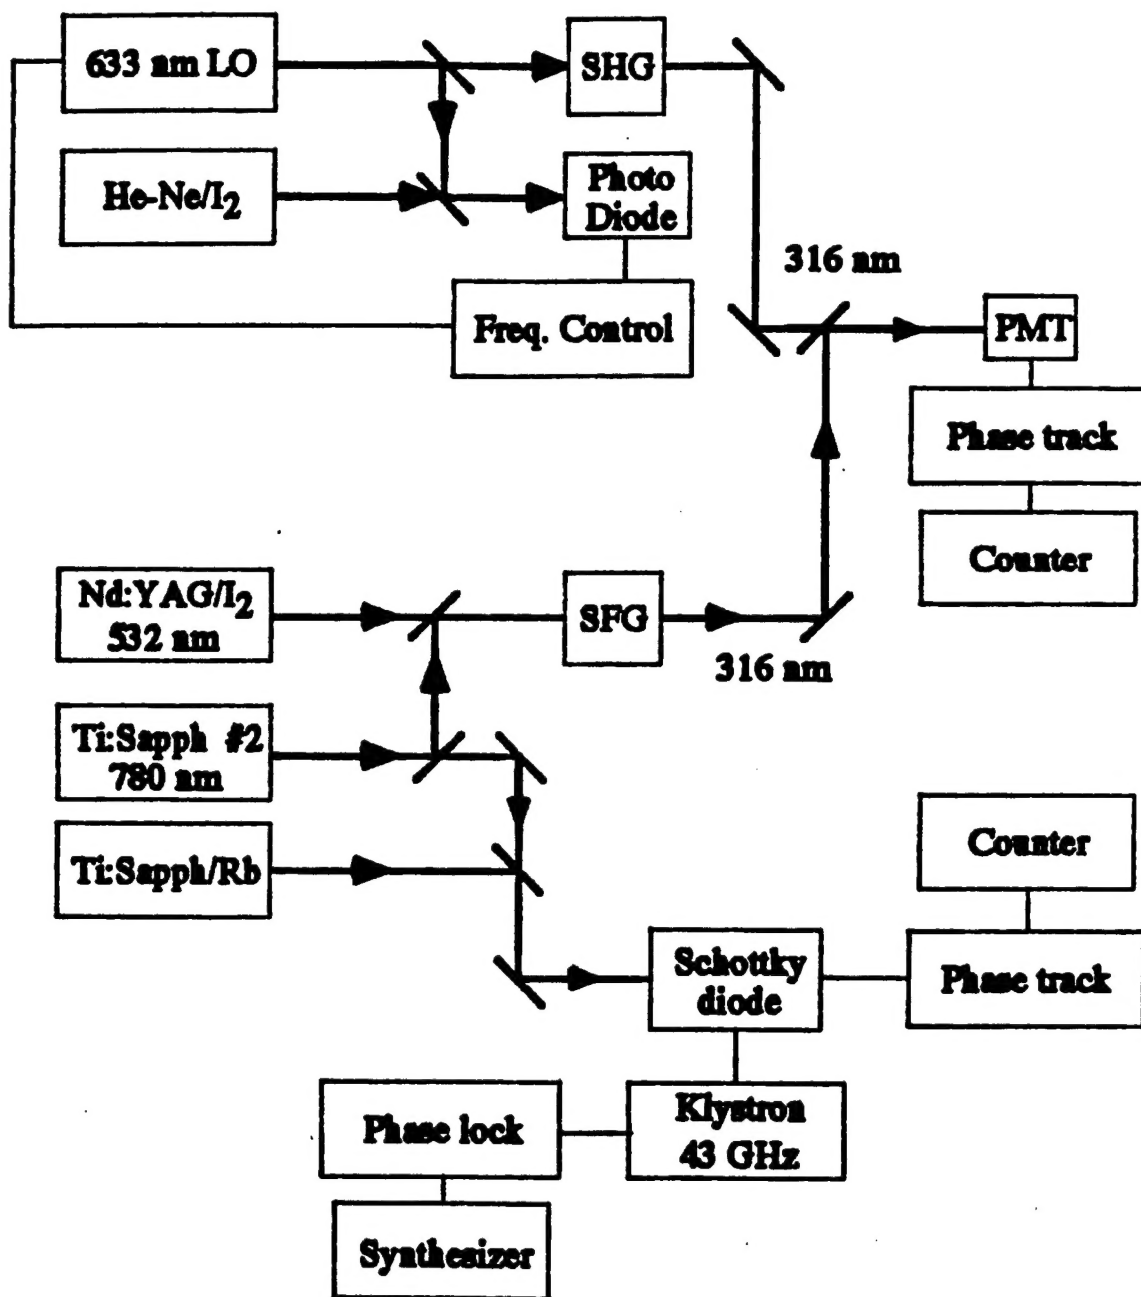 633 nm LO
SHG
He-Ne/I2
Photo
Diode
Freq. Control
316 nm
PMT
Phase track
Counter
Nd:YAG/I2
532 nm
SFG
316 nm
Ti:Sapph #2
780 nm
Ti:Sapph/Rb
Counter
Schottky
diode
Phase track
Klystron
43 GHz
Phase lock
Synthesizer